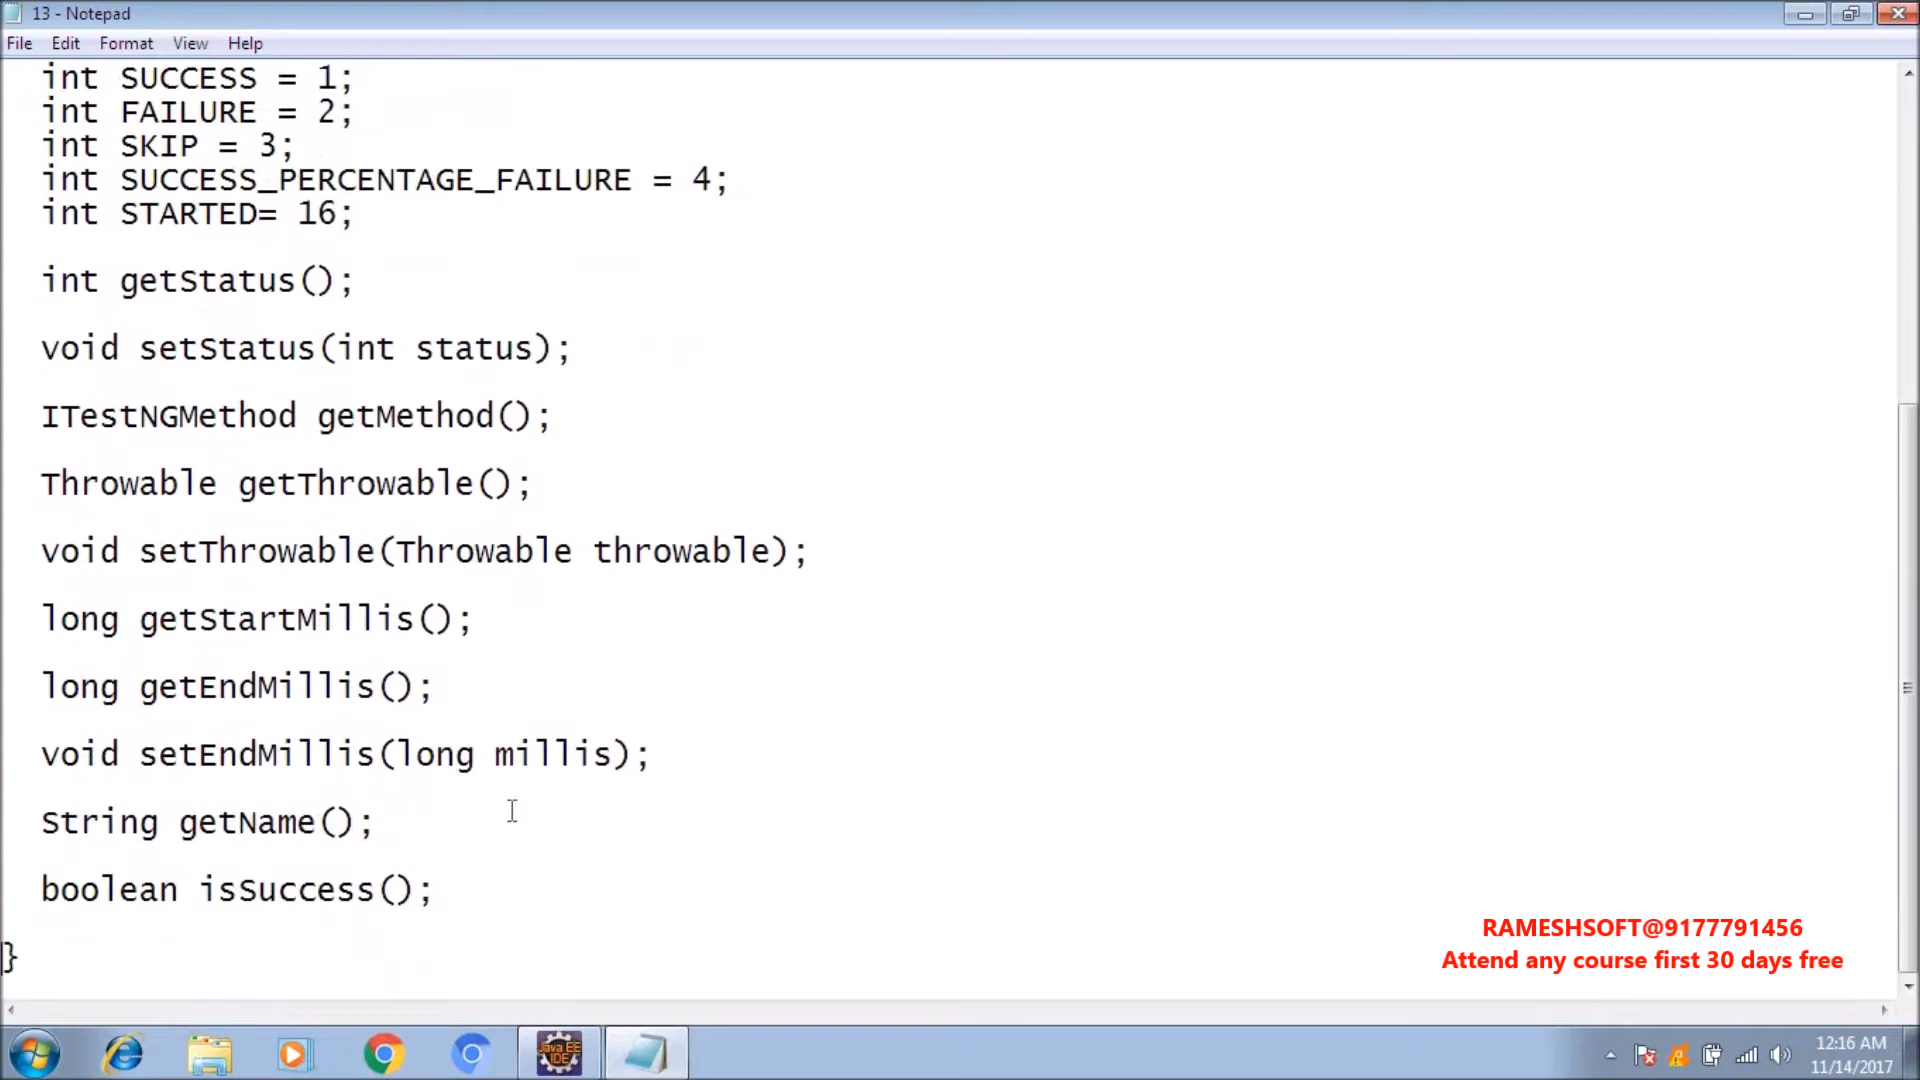 13 - Notepad
File Edit Format View Help
int SUCCESS = 1;
int FAILURE = 2;
int SKIP = 3;
int SUCCESS_PERCENTAGE_FAILURE = 4;
int STARTED= 16;
int getStatus();
void setStatus(int status);
ITestNGMethod getMethod();
Throwable getThrowable();
void setThrowable(Throwable throwable);
long getStartMillis();
long getEndMillis();
void setEndMillis(long millis);
String getName();
boolean isSuccess();
}
RAMESHSOFT@9177791456
Attend any course first 30 days free
Java EE
IDE
12:16 AM
11/14/2017